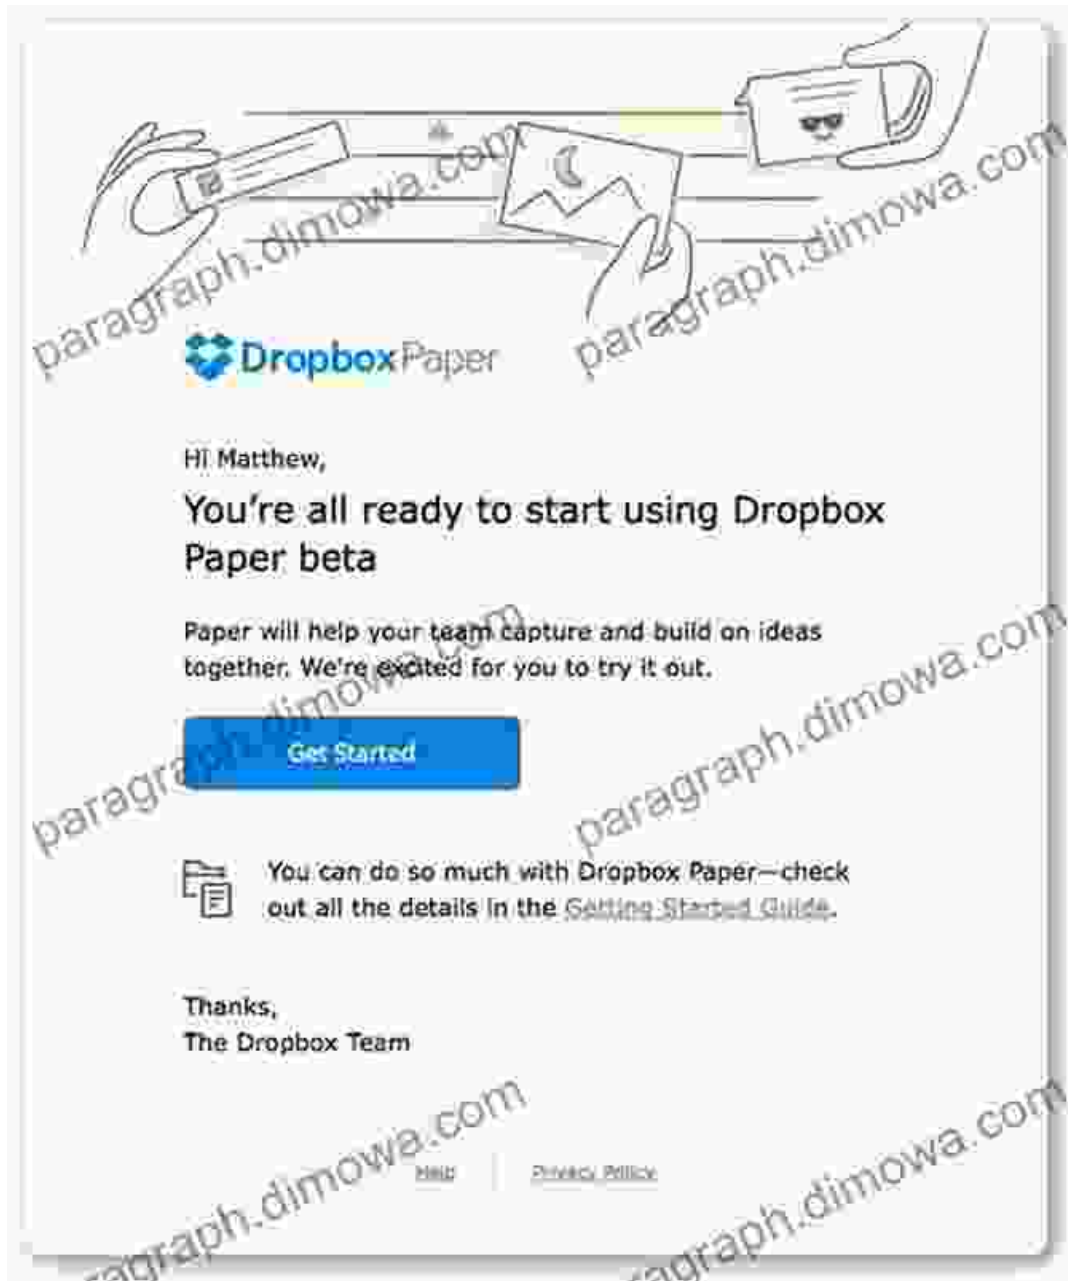 paragraph.dimowa.com
paragraph.dimowa.com
Dropbox Paper
Hi Matthew,
You're all ready to start using Dropbox
Paper beta
Paper will help your team capture and build on ideas
together. We're excited for you to try it out.
paragraph.dimowa.com
paragraph.dimowa.com
Get Started
You can do so much with Dropbox Paper—check
out all the details in the Getting Started Guide.
Thanks,
The Dropbox Team
paragraph.dimowa.com
paragraph.dimowa.com
Help
Privacy Policy